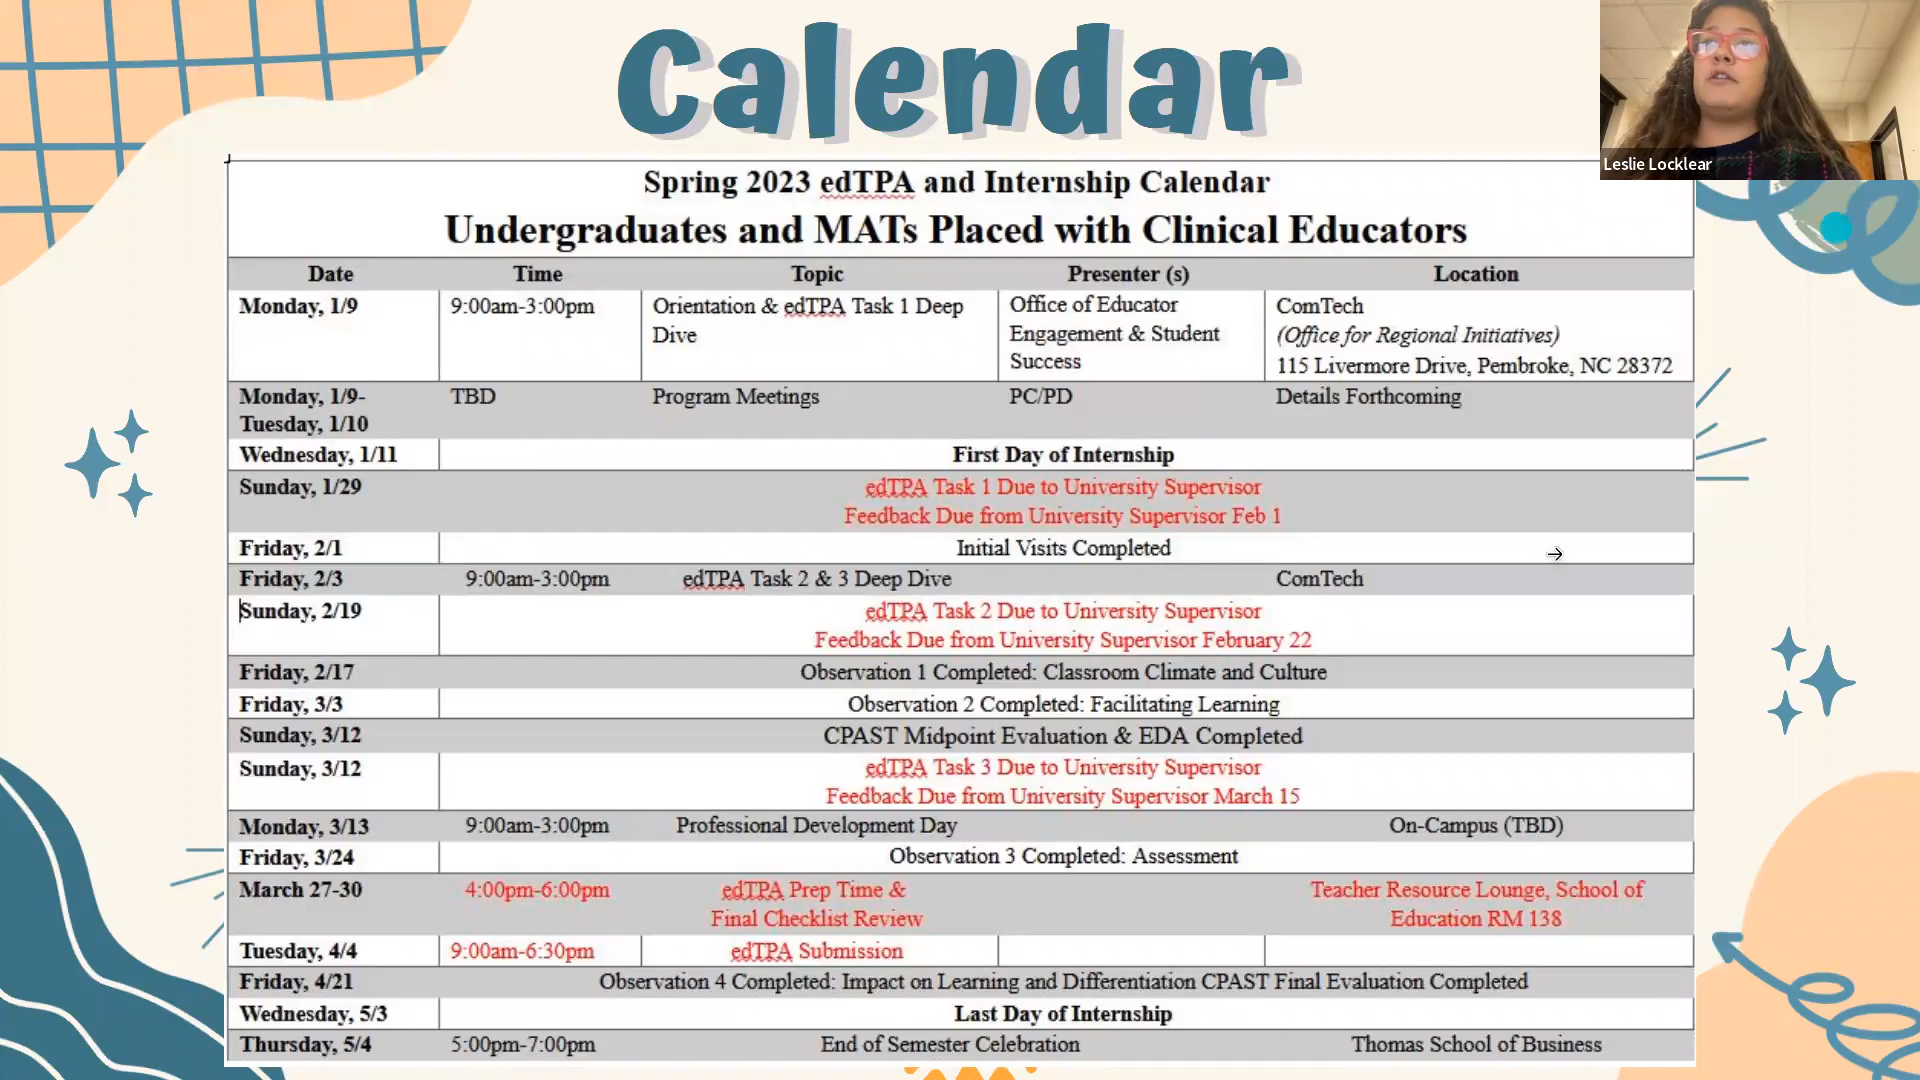 Calendar
Leslie Locklear
Spring 2023 edTPA and Internship Calendar
Undergraduates and MATs Placed with Clinical Educators
Date Time Topic Presenter (s) Location
Monday, 1/9 9:00am-3:00pm Orientation & edTPA Task 1 Deep Dive Office of Educator Engagement & Student Success ComTech
(Office for Regional Initiatives)
115 Livermore Drive, Pembroke, NC 28372
Monday, 1/9-
Tuesday, 1/10 TBD Program Meetings PC/PD Details Forthcoming
Wednesday, 1/11 First Day of Internship
Sunday, 1/29 edTPA Task 1 Due to University Supervisor
Feedback Due from University Supervisor Feb 1
Friday, 2/1 Initial Visits Completed
Friday, 2/3 9:00am-3:00pm edTPA Task 2 & 3 Deep Dive ComTech
Sunday, 2/19 edTPA Task 2 Due to University Supervisor
Feedback Due from University Supervisor February 22
Friday, 2/17 Observation 1 Completed: Classroom Climate and Culture
Friday, 3/3 Observation 2 Completed: Facilitating Learning
Sunday, 3/12 CPAST Midpoint Evaluation & EDA Completed
Sunday, 3/12 edTPA Task 3 Due to University Supervisor
Feedback Due from University Supervisor March 15
Monday, 3/13 9:00am-3:00pm Professional Development Day On-Campus (TBD)
Friday, 3/24 Observation 3 Completed: Assessment
March 27-30 4:00pm-6:00pm edTPA Prep Time &
Final Checklist Review Teacher Resource Lounge, School of
Education RM 138
Tuesday, 4/4 9:00am-6:30pm edTPA Submission
Friday, 4/21 Observation 4 Completed: Impact on Learning and Differentiation CPAST Final Evaluation Completed
Wednesday, 5/3 Last Day of Internship
Thursday, 5/4 5:00pm-7:00pm End of Semester Celebration Thomas School of Business